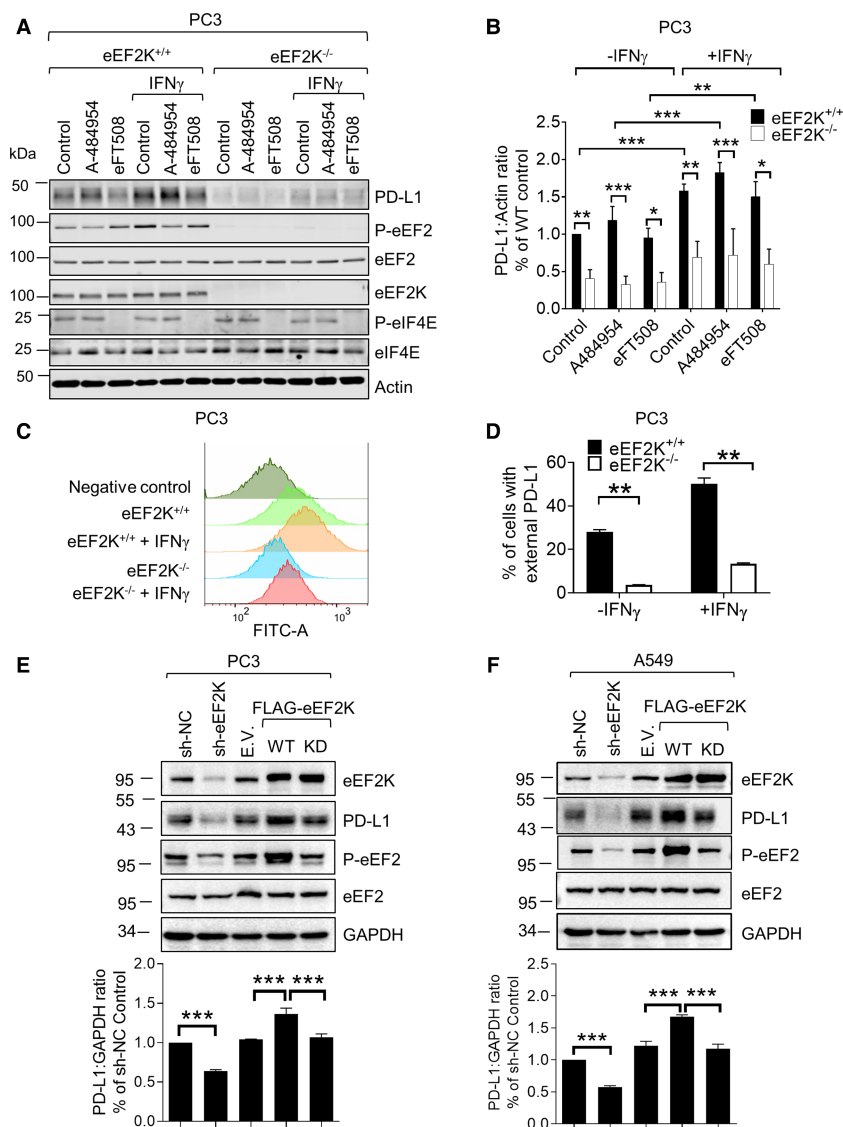 A
PC3
eEF2K+/+
eEF2K-/-
IFNγ
IFNγ
kDa
Control
A-484954
eFT508
Control
A-484954
eFT508
Control
A-484954
eFT508
Control
A-484954
eFT508
50
PD-L1
100
P-eEF2
100
eEF2
100
eEF2K
25
P-eIF4E
25
eIF4E
50
Actin
B
PC3
-IFNγ
+IFNγ
**
***
***
eEF2K+/+
eEF2K-/-
PD-L1:Actin ratio
% of WT control
2.5
2.0
1.5
1.0
0.5
0.0
**
***
*
**
***
*
Control
A484954
eFT508
Control
A484954
eFT508
C
PC3
Negative control
eEF2K+/+
eEF2K+/+ + IFNγ
eEF2K-/-
eEF2K-/- + IFNγ
10²
10³
FITC-A
D
PC3
eEF2K+/+
eEF2K-/-
% of cells with
external PD-L1
60
40
20
0
**
**
-IFNγ
+IFNγ
E
PC3
sh-NC
sh-eEF2K
E.V.
FLAG-eEF2K
WT
KD
95
eEF2K
55
43
PD-L1
95
P-eEF2
95
eEF2
34
GAPDH
PD-L1:GAPDH ratio
% of sh-NC Control
2.0
1.5
1.0
0.5
0.0
***
***
***
F
A549
sh-NC
sh-eEF2K
E.V.
FLAG-eEF2K
WT
KD
95
eEF2K
55
43
PD-L1
95
P-eEF2
95
eEF2
34
GAPDH
PD-L1:GAPDH ratio
% of sh-NC Control
2.5
2.0
1.5
1.0
0.5
0.0
***
***
***